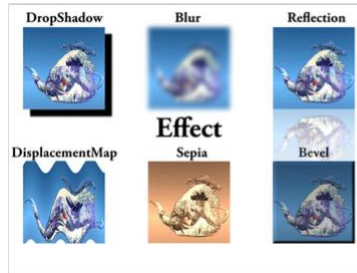 DropShadow
Blur
Reflection
Effect
DisplacementMap
Sepia
Bevel